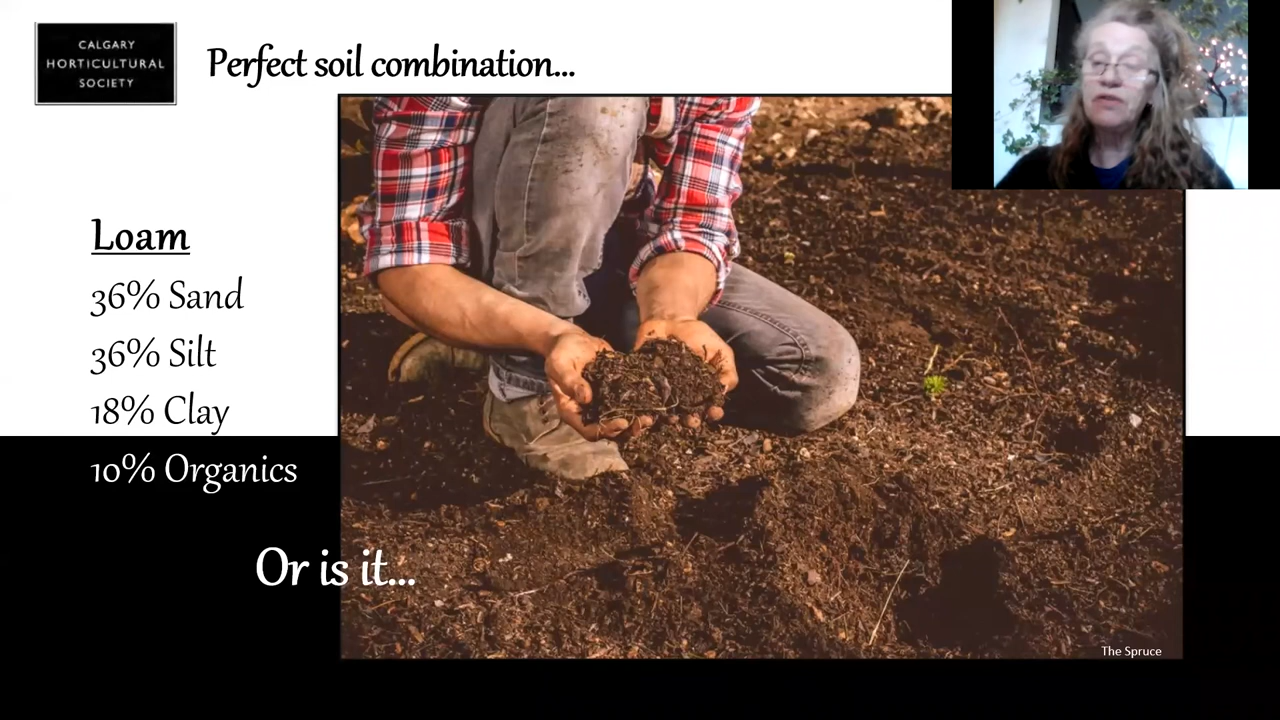 CALGARY
HORTICULTURAL
SOCIETY
Perfect soil combination...
Loam
36% Sand
36% Silt
18% Clay
10% Organics
Or is it...
The Spruce